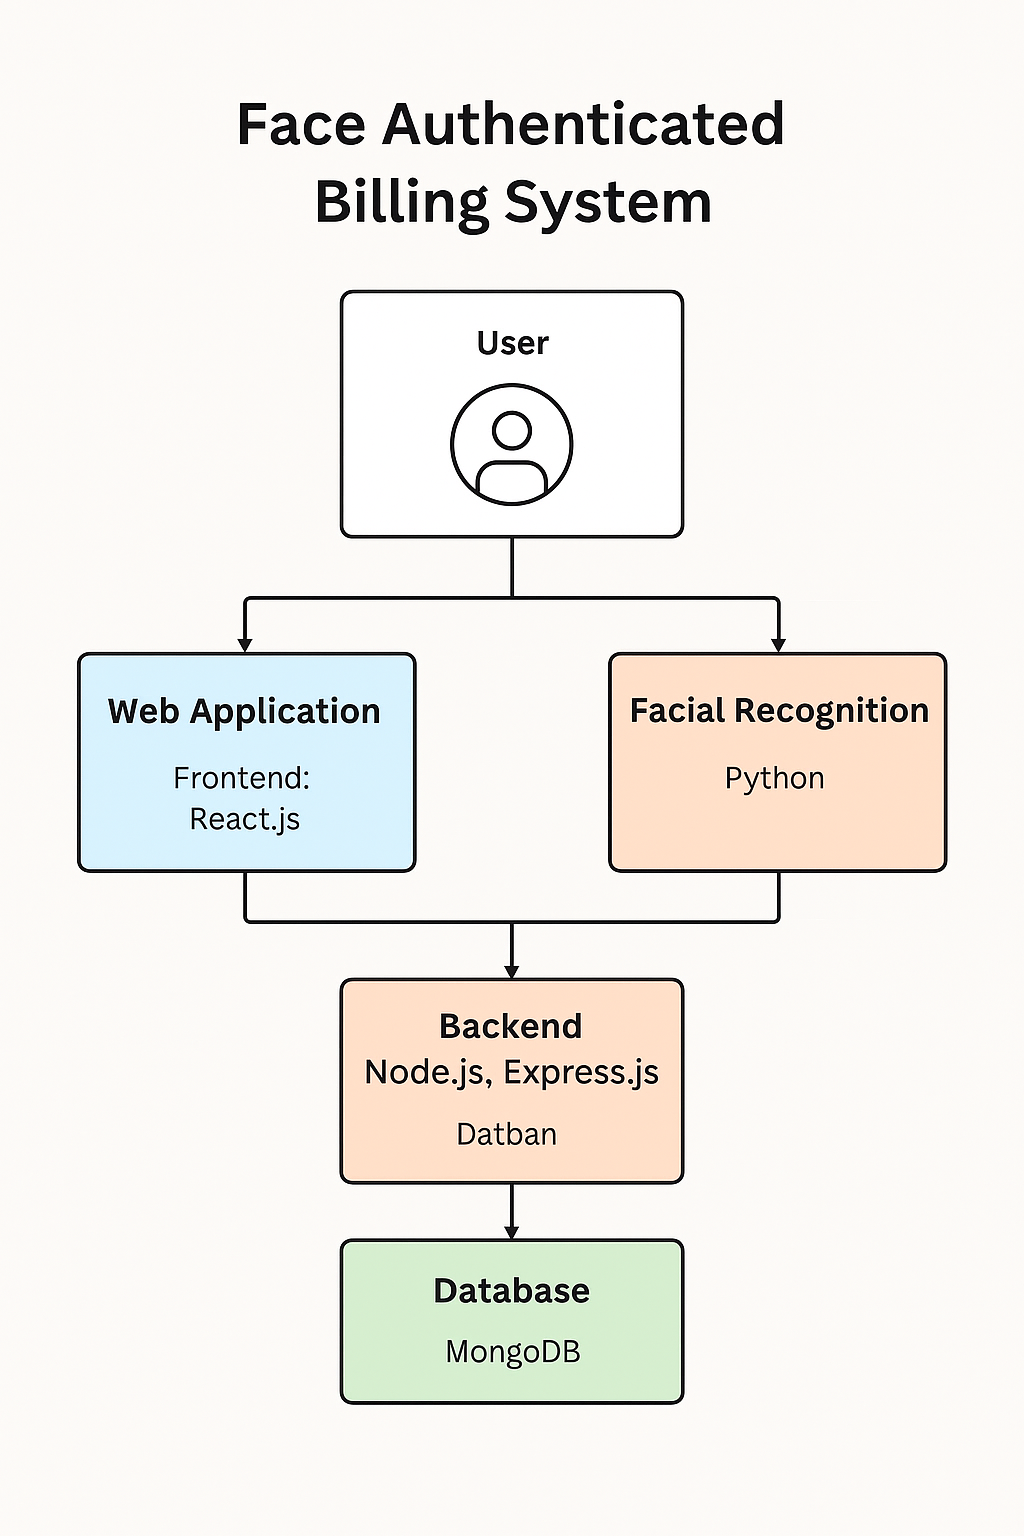 Face Authenticated
Billing System
User
Web Application
Frontend:
React.js
Facial Recognition
Python
Backend
Node.js, Express.js
Datban
Database
MongoDB